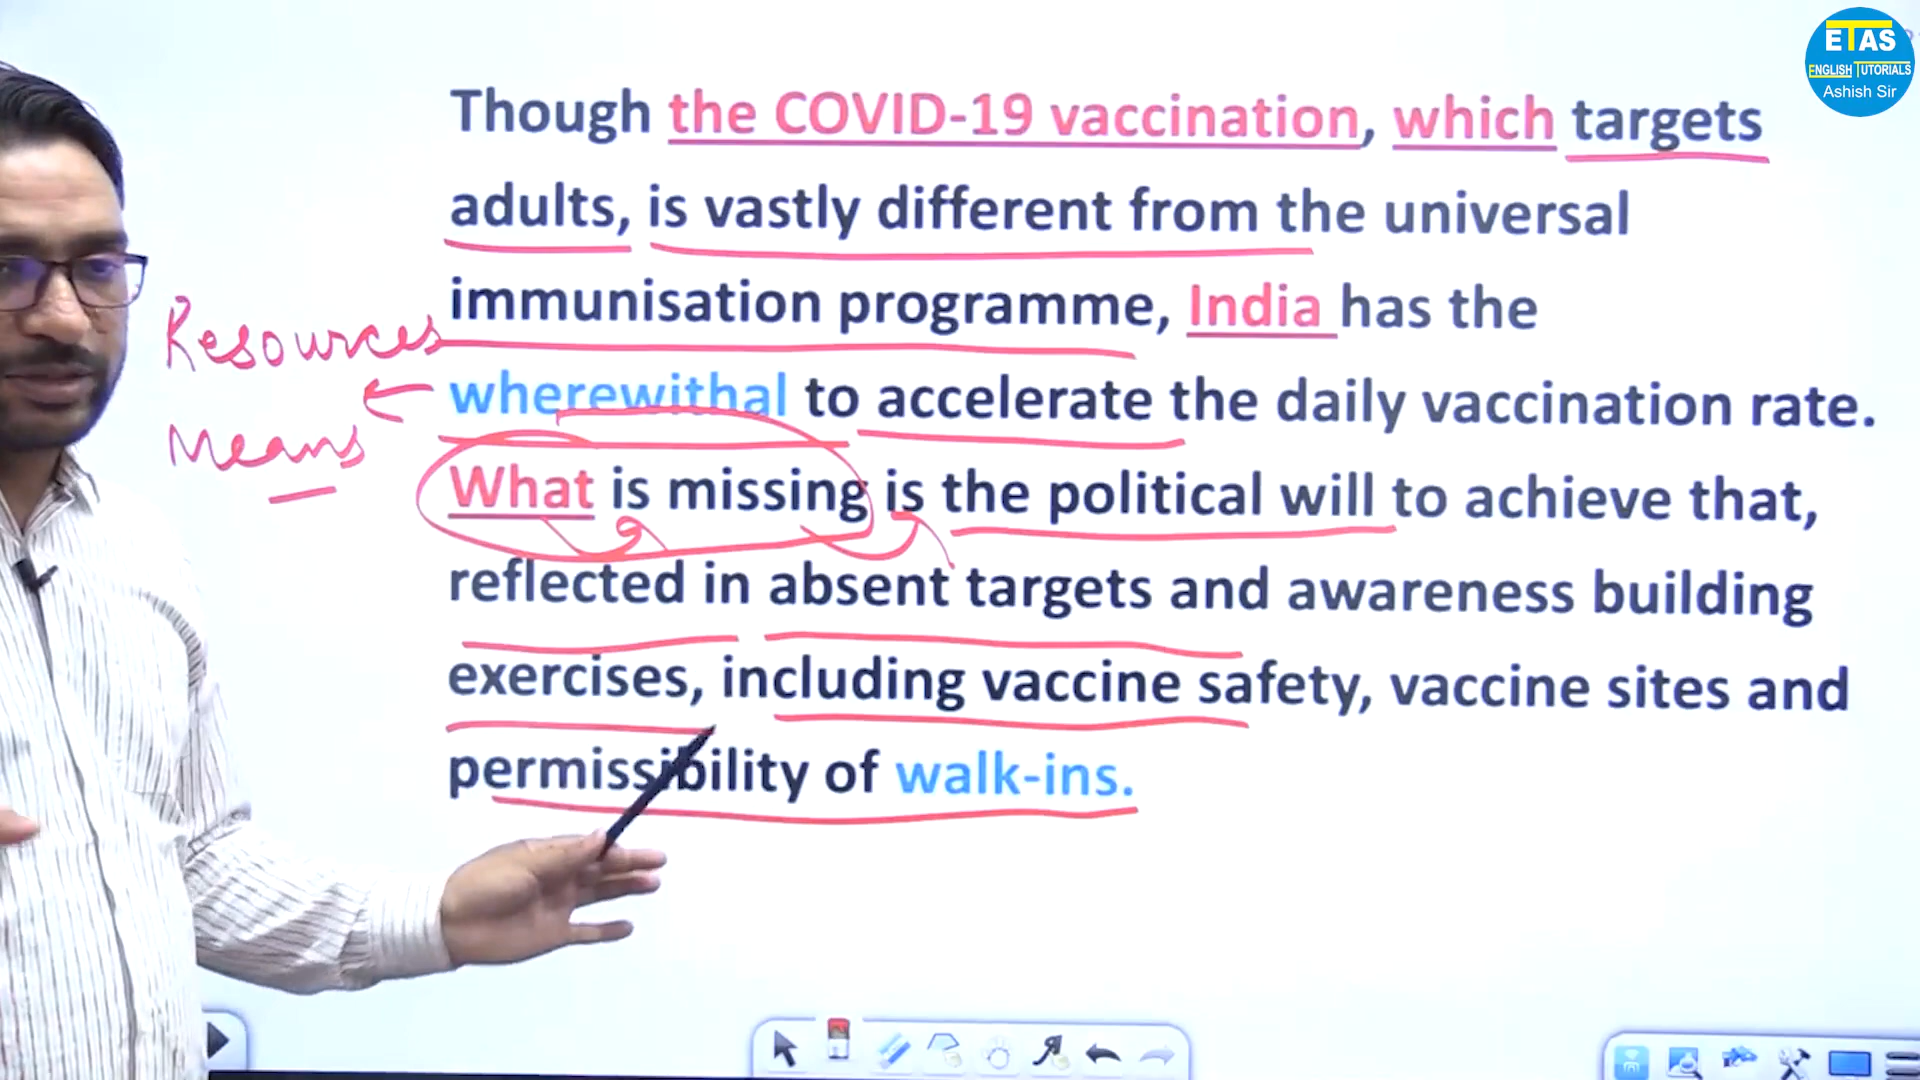 ETAS
ENGLISH TUTORIALS
Ashish Sir
Though the COVID-19 vaccination, which targets
adults, is vastly different from the universal
immunisation programme, India has the
wherewithal to accelerate the daily vaccination rate.
What is missing is the political will to achieve that,
reflected in absent targets and awareness building
exercises, including vaccine safety, vaccine sites and
permissibility of walk-ins.
Resources
Means